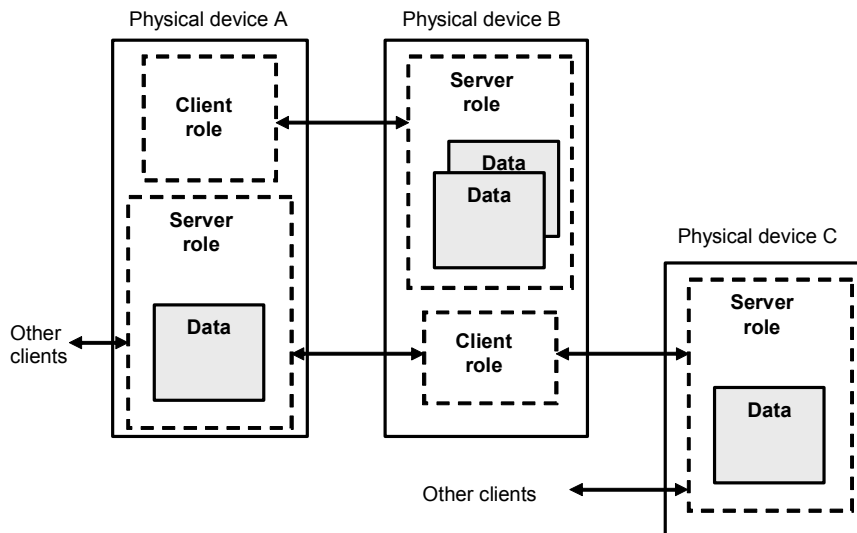 Physical device A
Client
role
Server
role
Data
Other
clients
Physical device B
Server
role
Data
Data
Client
role
Physical device C
Server
role
Data
Other clients